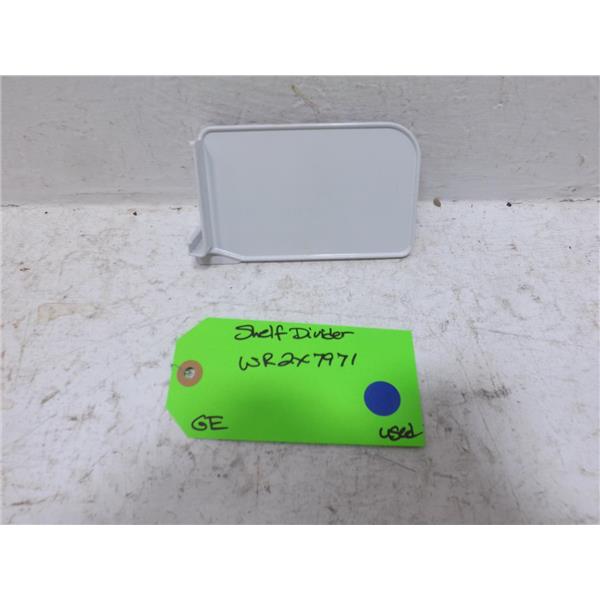 Shelf Divider
WR2X7971
GE
used